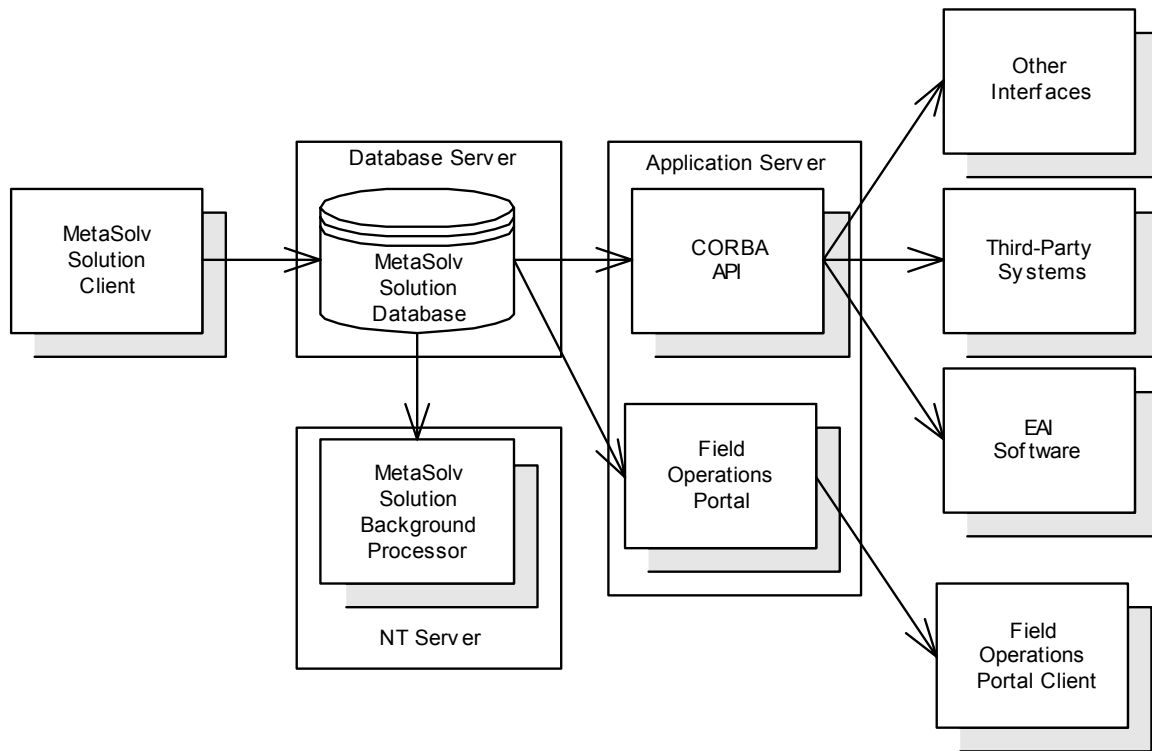 Other
Interfaces
Database Server
Application Server
MetaSolv
Solution
Client
MetaSolv
Solution
Database
CORBA
API
Third-Party
Systems
EAI
Software
MetaSolv
Solution
Background
Processor
NT Server
Field
Operations
Portal
Field
Operations
Portal Client